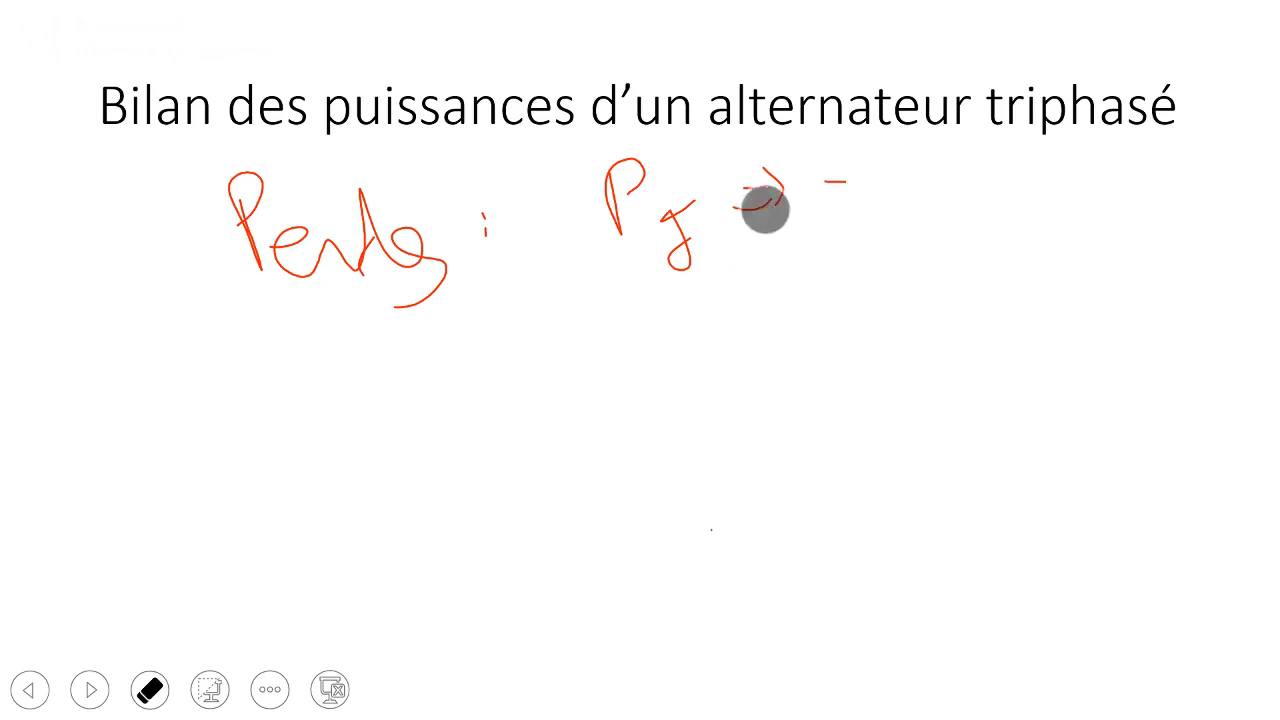 Bilan des puissances d’un alternateur triphasé
Pertes : Pj => -